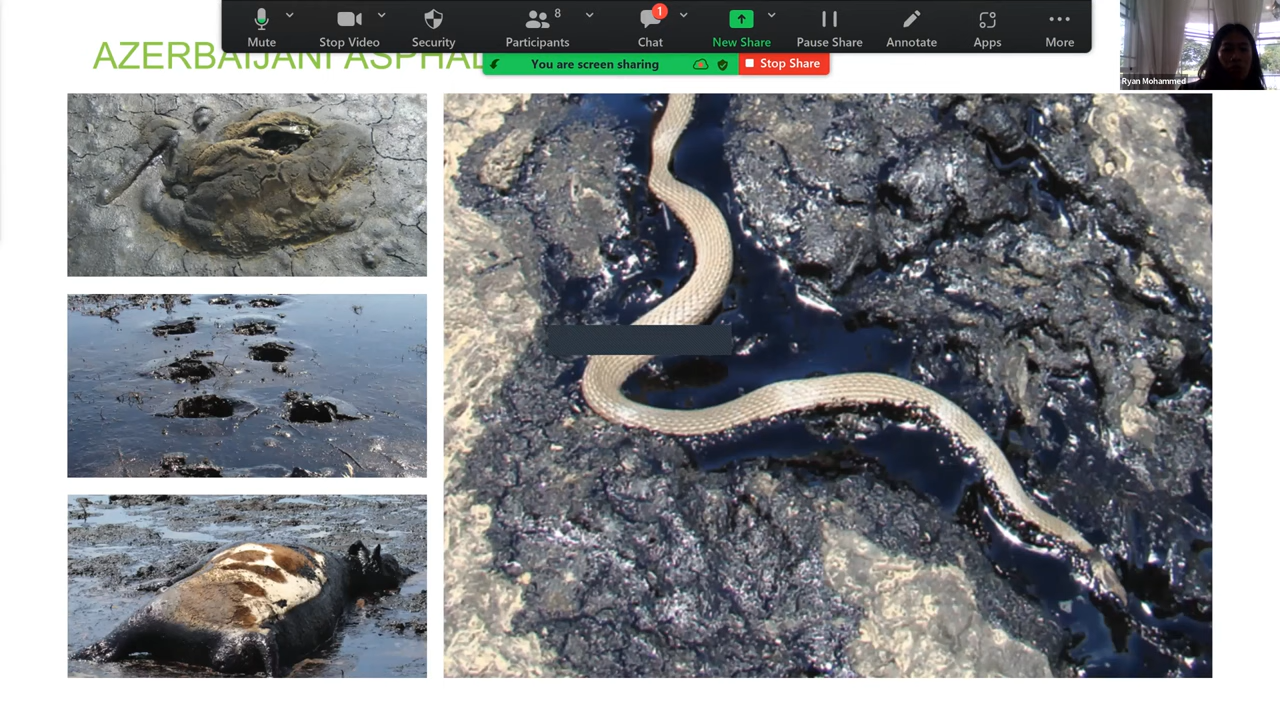 8
1
Mute
Stop Video
Security
Participants
Chat
New Share
Pause Share
Annotate
Apps
More
AZERBAIJANI ASPHAL
You are screen sharing
Stop Share
Ryan Mohammed